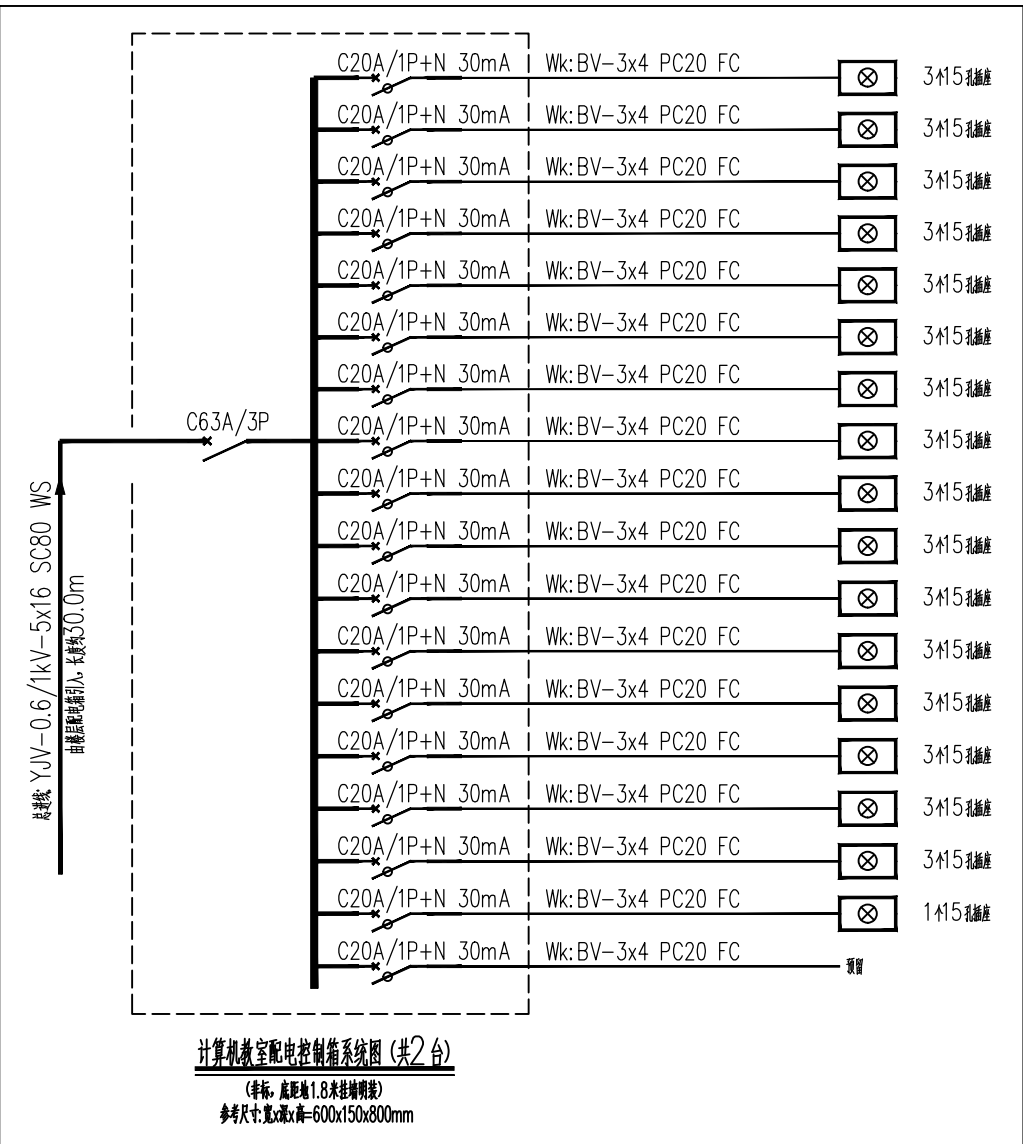 C20A/1P+N 30mA Wk:BV-3x4 PC20 FC 3个15孔插座
C20A/1P+N 30mA Wk:BV-3x4 PC20 FC 3个15孔插座
C20A/1P+N 30mA Wk:BV-3x4 PC20 FC 3个15孔插座
C20A/1P+N 30mA Wk:BV-3x4 PC20 FC 3个15孔插座
C20A/1P+N 30mA Wk:BV-3x4 PC20 FC 3个15孔插座
C20A/1P+N 30mA Wk:BV-3x4 PC20 FC 3个15孔插座
C20A/1P+N 30mA Wk:BV-3x4 PC20 FC 3个15孔插座
C63A/3P
C20A/1P+N 30mA Wk:BV-3x4 PC20 FC 3个15孔插座
C20A/1P+N 30mA Wk:BV-3x4 PC20 FC 3个15孔插座
C20A/1P+N 30mA Wk:BV-3x4 PC20 FC 3个15孔插座
C20A/1P+N 30mA Wk:BV-3x4 PC20 FC 3个15孔插座
C20A/1P+N 30mA Wk:BV-3x4 PC20 FC 3个15孔插座
C20A/1P+N 30mA Wk:BV-3x4 PC20 FC 3个15孔插座
C20A/1P+N 30mA Wk:BV-3x4 PC20 FC 3个15孔插座
C20A/1P+N 30mA Wk:BV-3x4 PC20 FC 3个15孔插座
C20A/1P+N 30mA Wk:BV-3x4 PC20 FC 3个15孔插座
C20A/1P+N 30mA Wk:BV-3x4 PC20 FC 1个15孔插座
C20A/1P+N 30mA Wk:BV-3x4 PC20 FC 预留
总进线: YJV-0.6/1kV-5x16 SC80 WS
由楼层配电箱引入, 长度约30.0m
计算机教室配电控制箱系统图 (共2台)
(非标, 底距地1.8米挂墙明装)
参考尺寸:宽x深x高=600x150x800mm